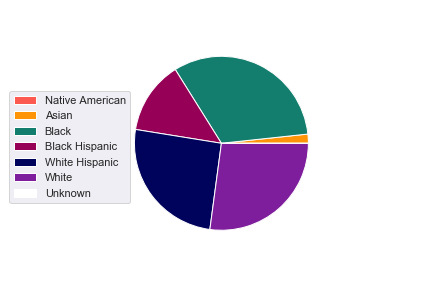 Native American
Asian
Black
Black Hispanic
White Hispanic
White
Unknown